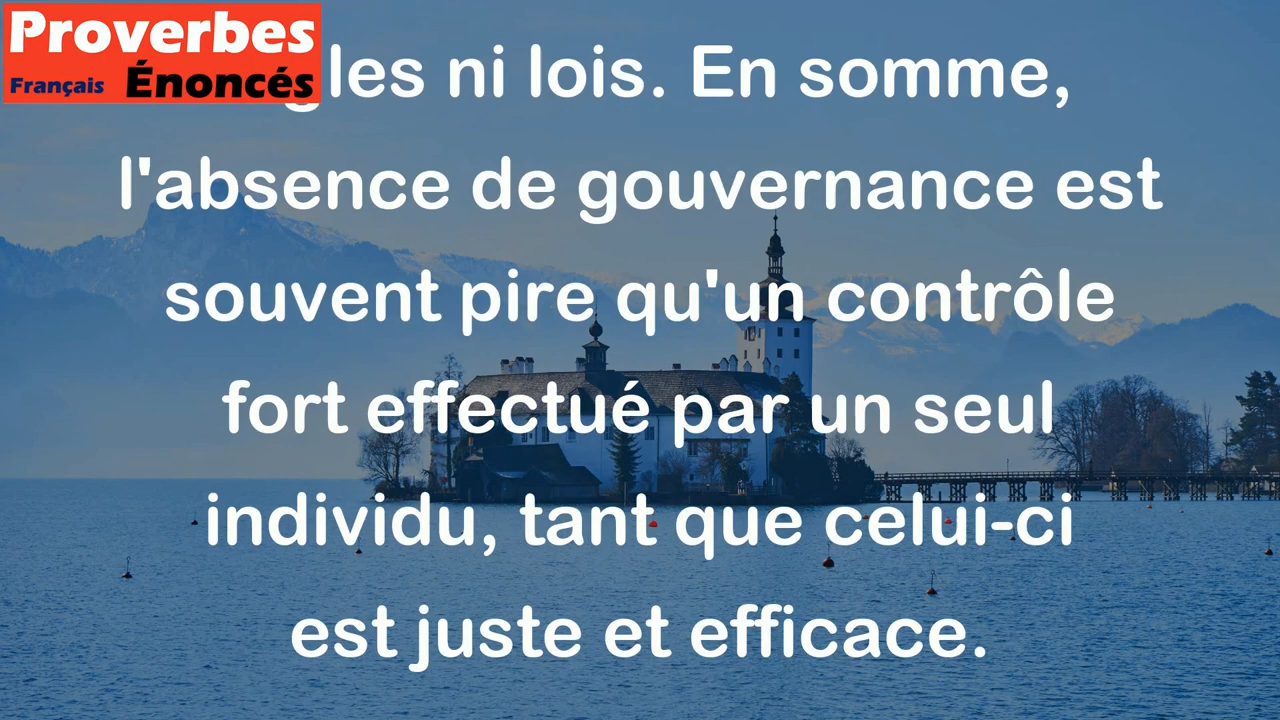 Proverbes
Français Énoncés
gles ni lois. En somme,
l'absence de gouvernance est
souvent pire qu'un contrôle
fort effectué par un seul
individu, tant que celui-ci
est juste et efficace.